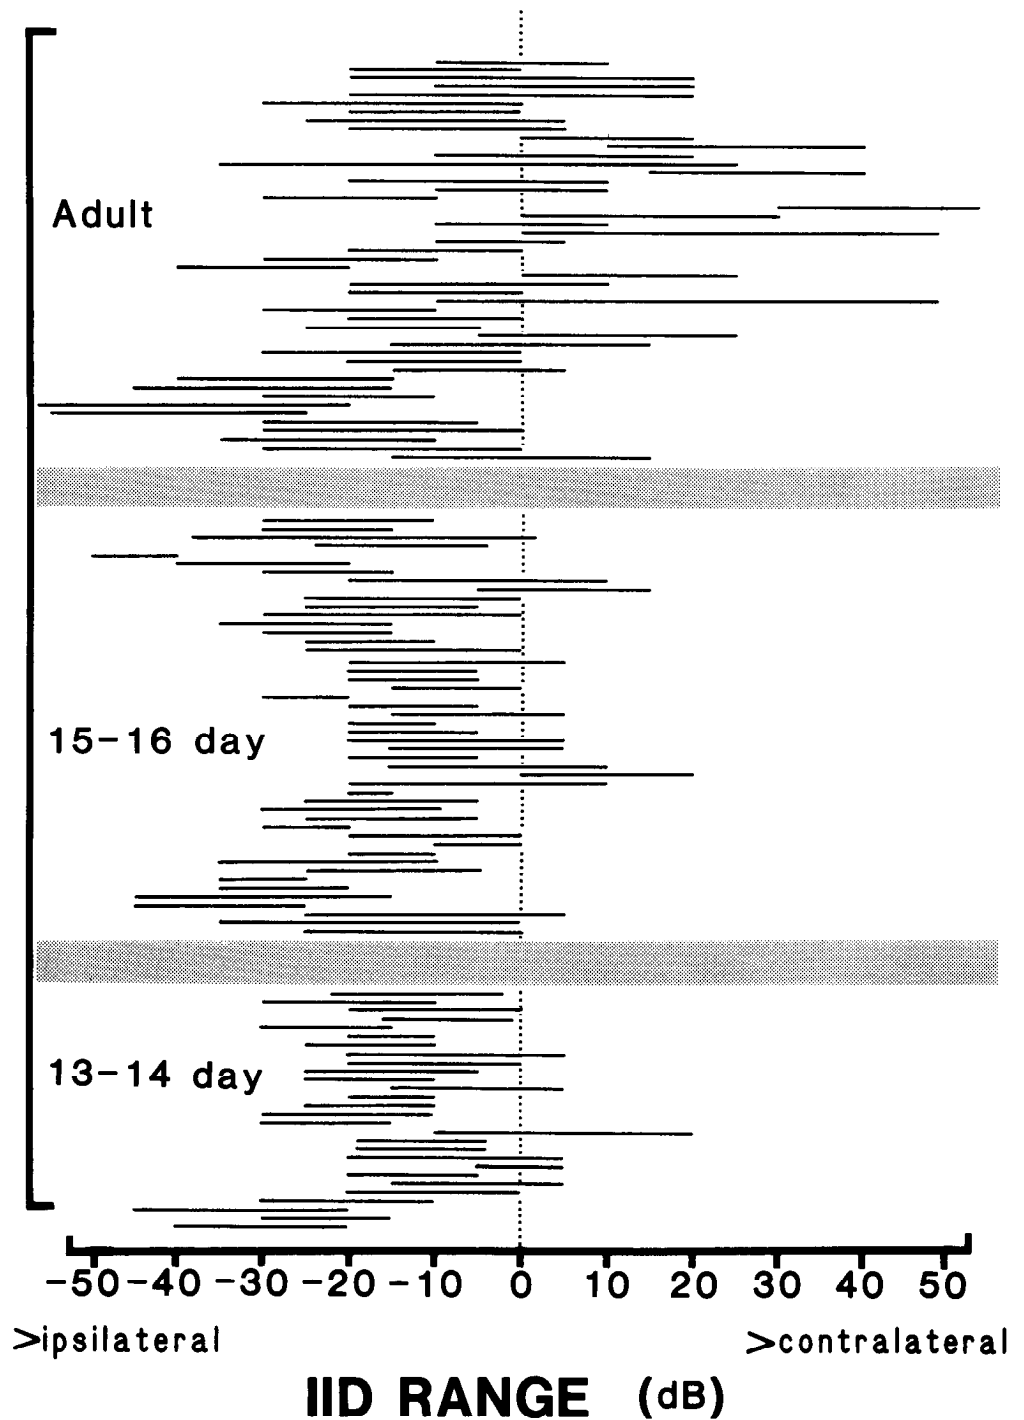 Adult
15-16 day
13-14 day
-50 -40 -30 -20 -10 0 10 20 30 40 50
>ipsilateral >contralateral
IID RANGE (dB)